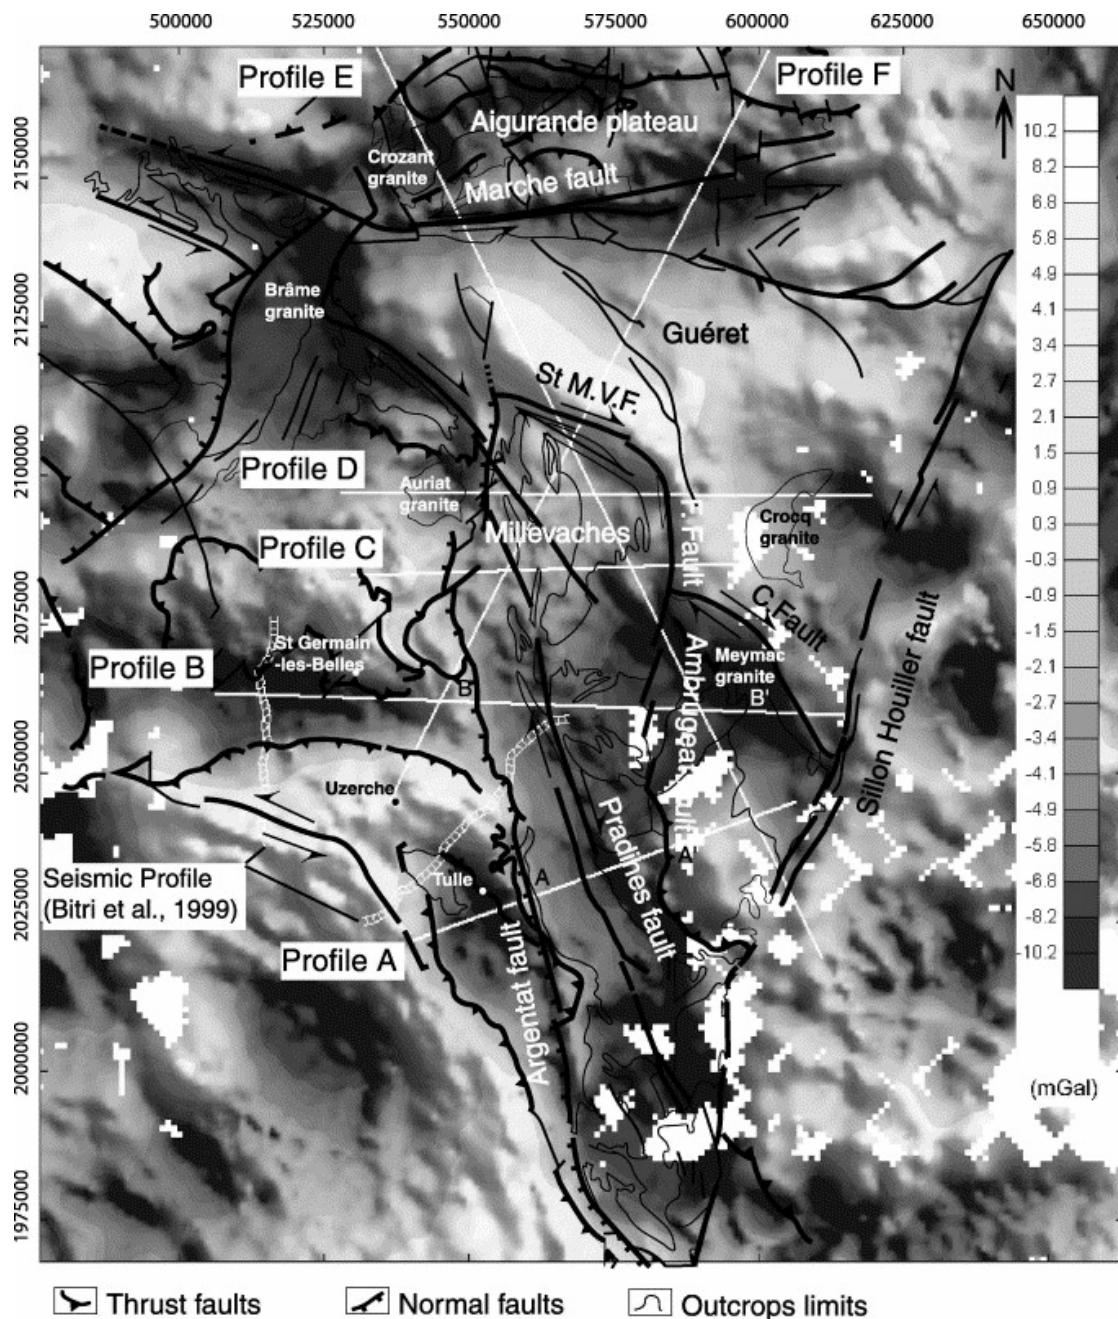 500000 525000 550000 575000 600000 625000 650000
Profile E
Profile F
N
Aigurande plateau
Crozant
granite
Marche fault
Brâme
granite
Guéret
St M.V.F.
Profile D
Auriat
granite
Millevaches
Crocq
granite
Profile C
F. Fault
C.Fault
St Germain
-les-Belles
Meymac
granite
Profile B
B
B'
Ambrugeat fault
Sillon Houiller fault
Uzerche
Pradines fault
Seismic Profile
(Bitri et al., 1999)
Tulle
A
A'
Profile A
Argentat fault
2150000
2125000
2100000
2075000
2050000
2025000
2000000
1975000
10.2
8.2
6.8
5.8
4.9
4.1
3.4
2.7
2.1
1.5
0.9
0.3
-0.3
-0.9
-1.5
-2.1
-2.7
-3.4
-4.1
-4.9
-5.8
-6.8
-8.2
-10.2
(mGal)
Thrust faults Normal faults Outcrops limits